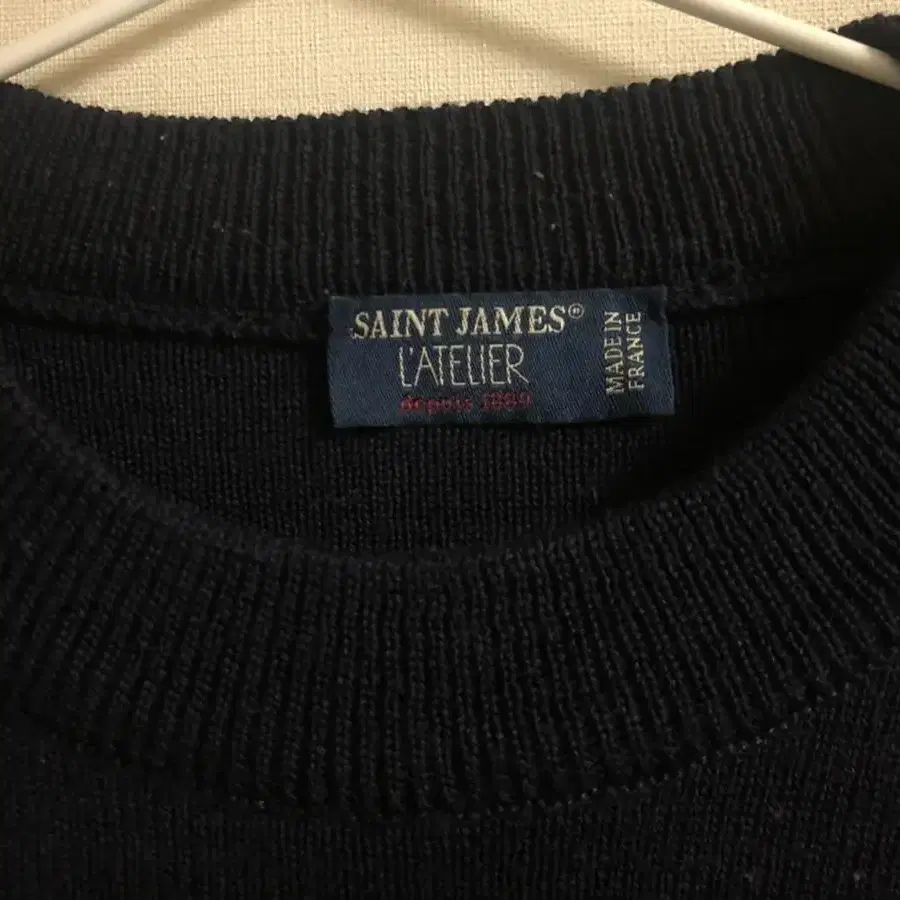 SAINT JAMES®
L'ATELIER
depuis 1889
MADE IN
FRANCE